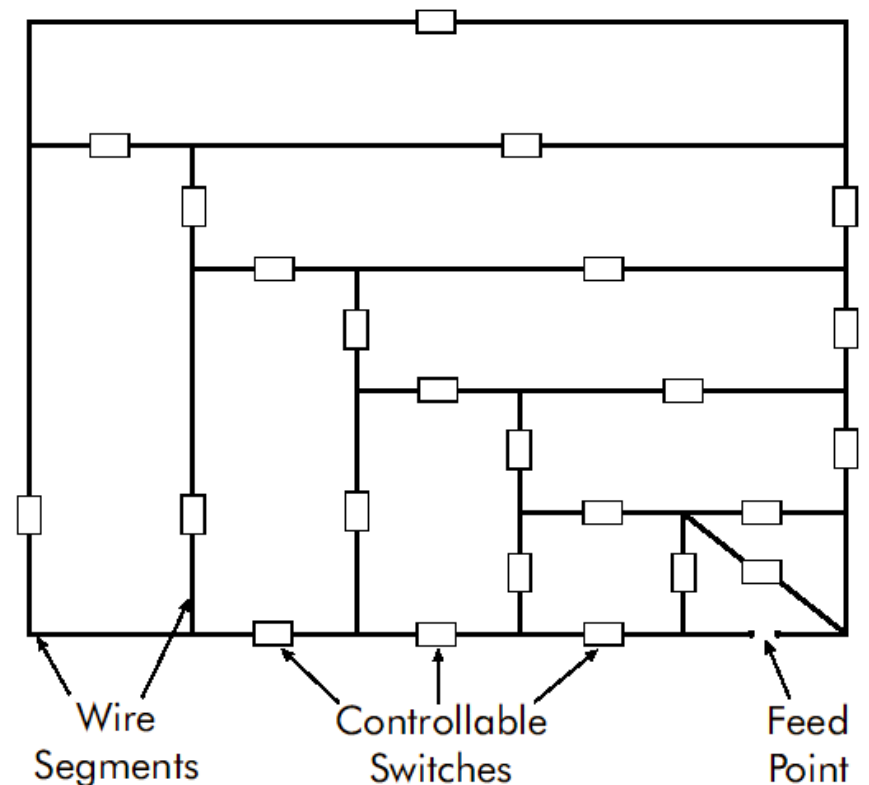 Wire
Segments
Controllable
Switches
Feed
Point